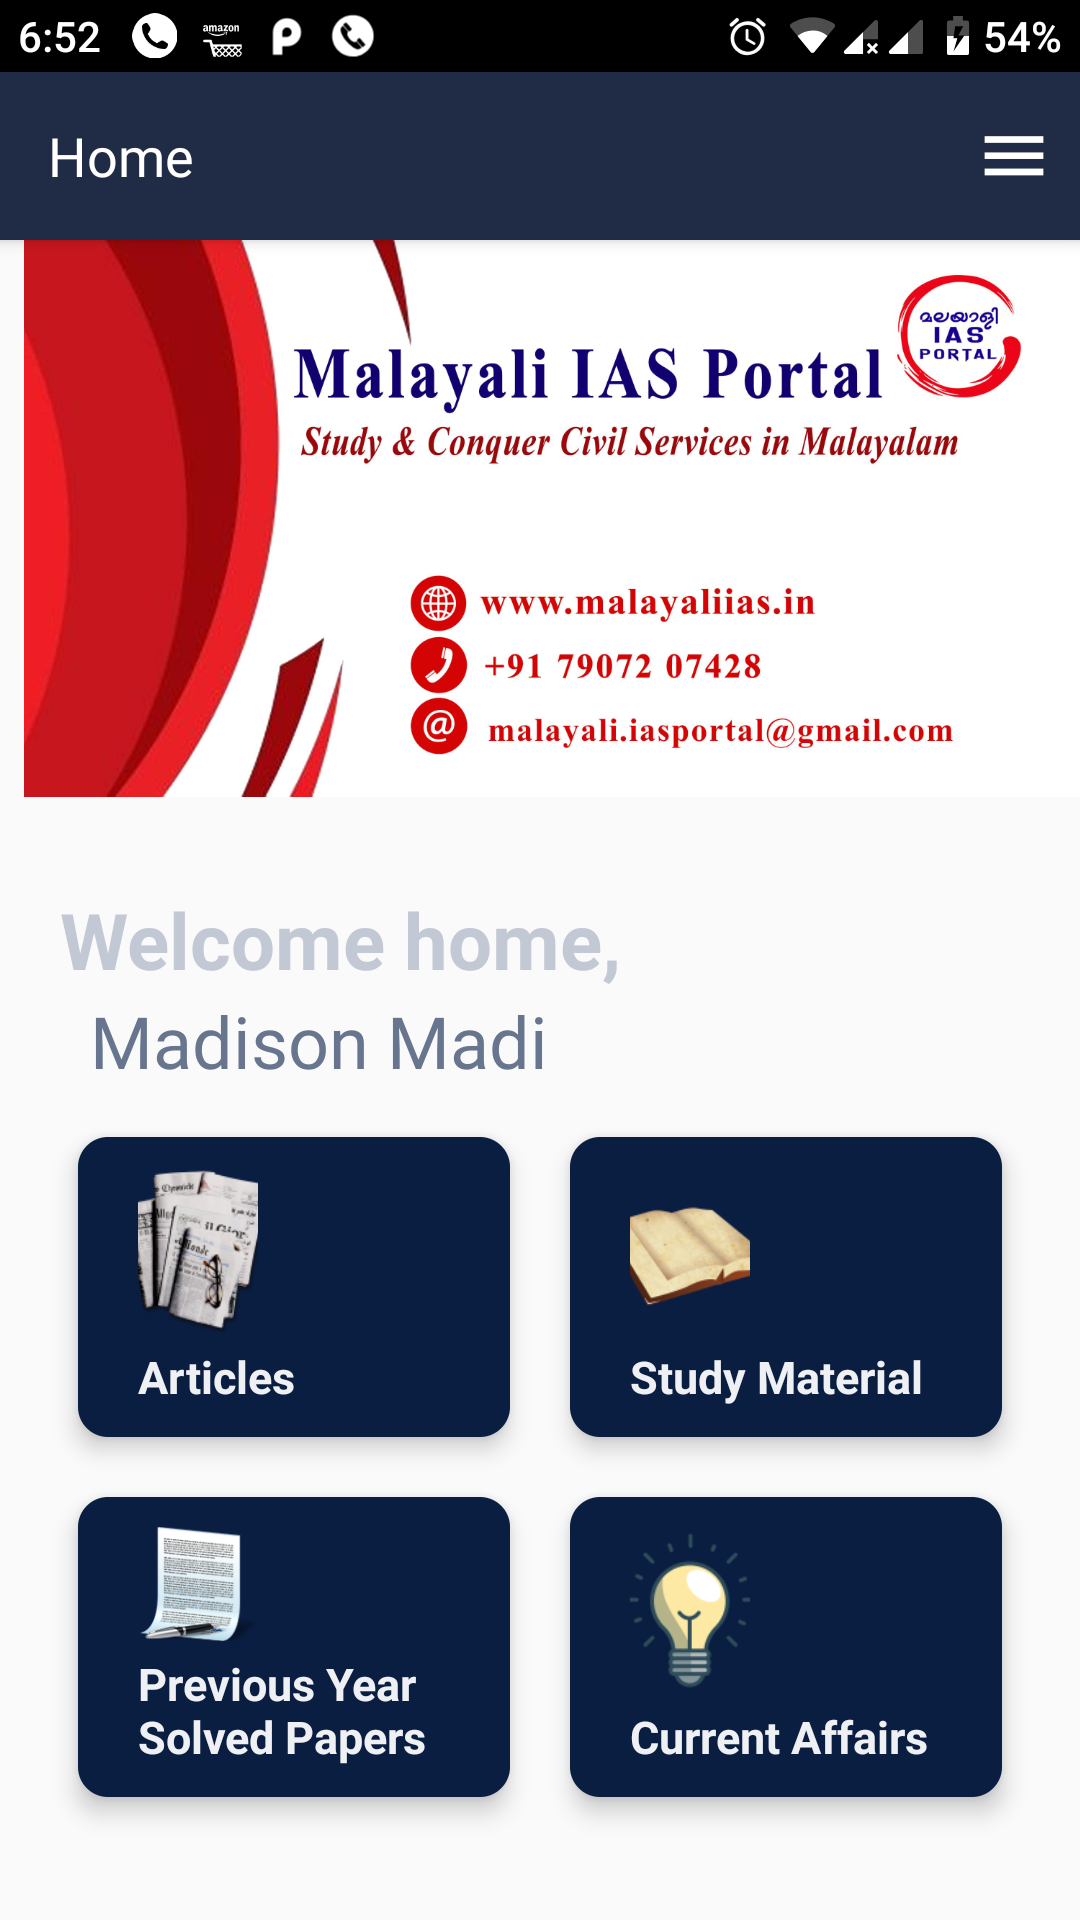 6:52
amazon
54%
Home
മലയാളി
IAS
PORTAL
Malayali IAS Portal
Study & Conquer Civil Services in Malayalam
www.malayaliias.in
+91 79072 07428
@ malayali.iasportal@gmail.com
Welcome home,
Madison Madi
Articles
Study Material
Previous Year
Solved Papers
Current Affairs